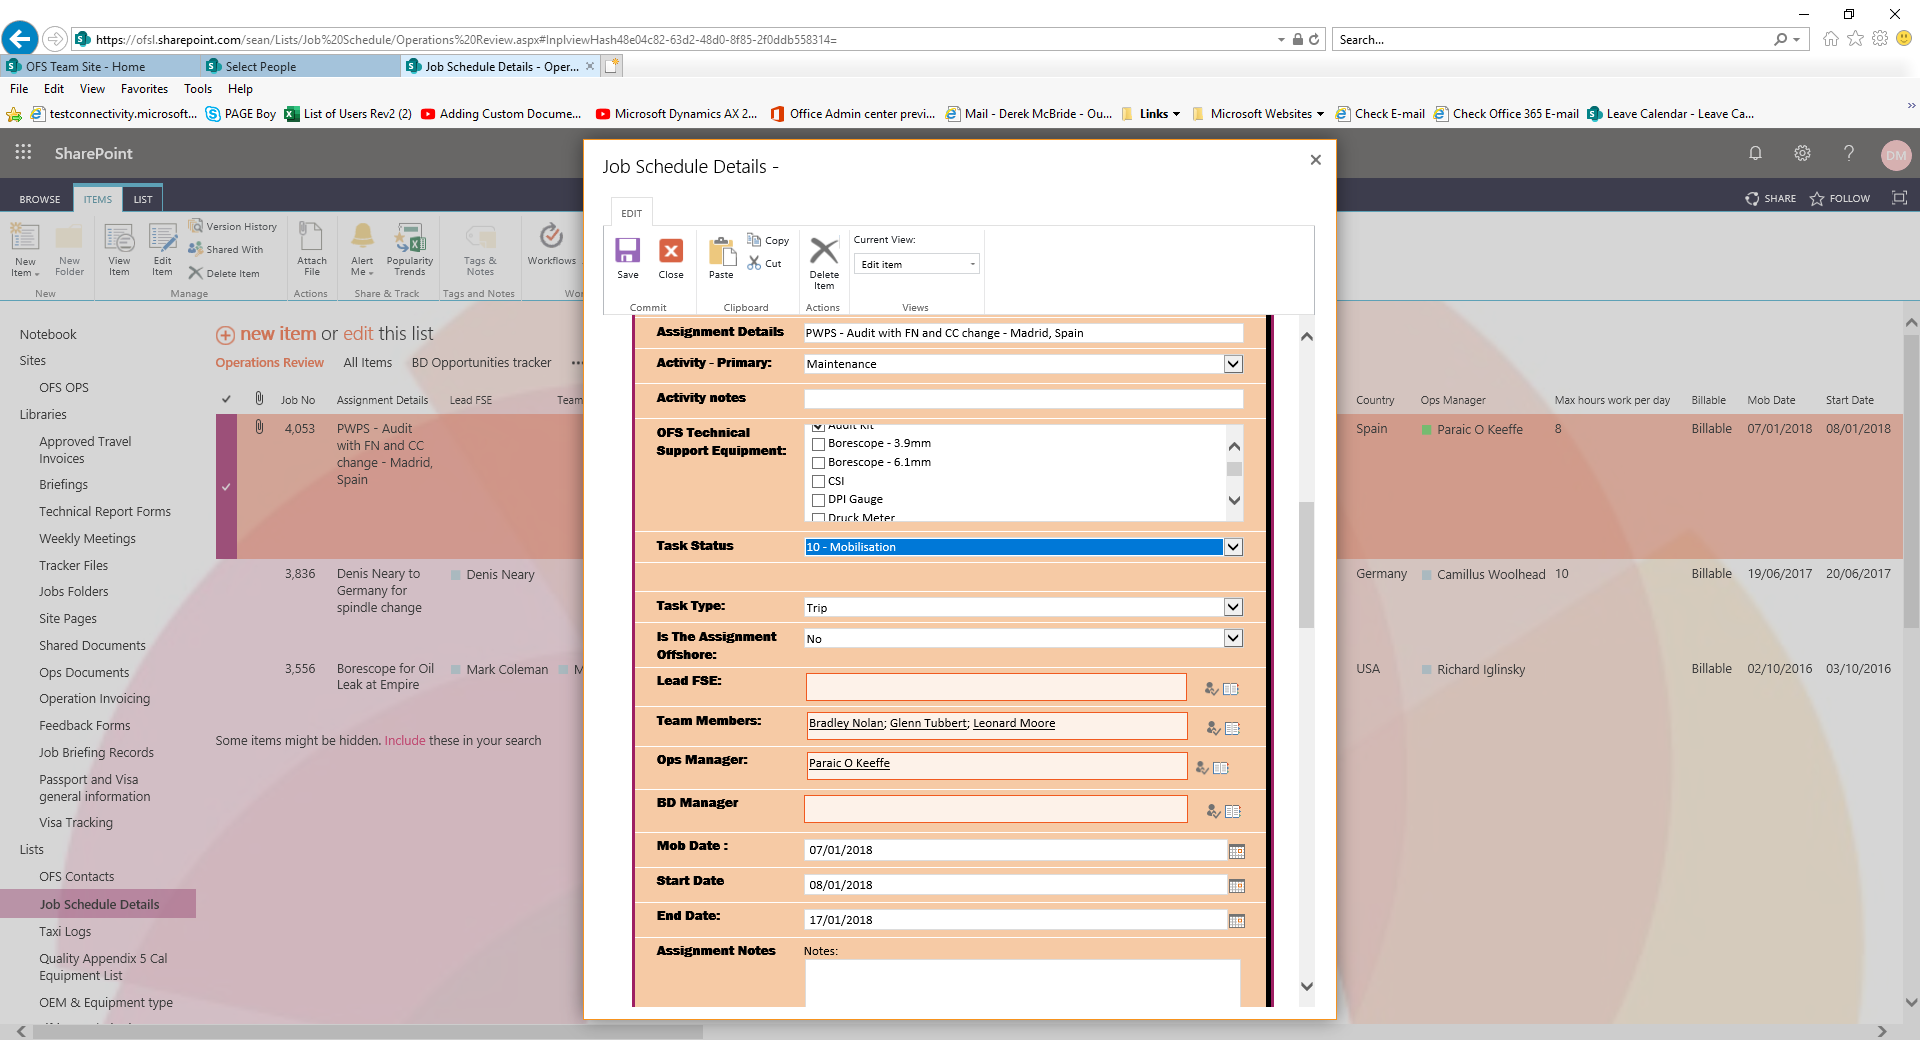 https://ofsl.sharepoint.com/sean/Lists/Job%20Schedule/Operations%20Review.aspx#InplviewHash48e04c82-63d2-48d0-8f85-2f0ddb558314=
Search...
OFS Team Site - Home
Select People
Job Schedule Details - Oper...
File Edit View Favorites Tools Help
testconnectivity.microsoft...
PAGE Boy
List of Users Rev2 (2)
Adding Custom Docume...
Microsoft Dynamics AX 2...
Office Admin center previ...
Mail - Derek McBride - Ou...
Links
Microsoft Websites
Check E-mail
Check Office 365 E-mail
Leave Calendar - Leave Ca...
SharePoint
DM
BROWSE ITEMS LIST
SHARE FOLLOW
New Item
New Folder
New
View Item
Edit Item
Version History
Shared With
Delete Item
Manage
Attach File
Actions
Alert Me
Popularity Trends
Share & Track
Tags & Notes
Tags and Notes
Workflows
Wor
Notebook
Sites
OFS OPS
Libraries
Approved Travel
Invoices
Briefings
Technical Report Forms
Weekly Meetings
Tracker Files
Jobs Folders
Site Pages
Shared Documents
Ops Documents
Operation Invoicing
Feedback Forms
Job Briefing Records
Passport and Visa
general information
Visa Tracking
Lists
OFS Contacts
Job Schedule Details
Taxi Logs
Quality Appendix 5 Cal
Equipment List
OEM & Equipment type
new item or edit this list
Operations Review All Items BD Opportunities tracker ...
Job No Assignment Details Lead FSE Team
4,053 PWPS - Audit
with FN and CC
change - Madrid,
Spain
3,836 Denis Neary to Denis Neary
Germany for
spindle change
3,556 Borescope for Oil Mark Coleman M
Leak at Empire
Some items might be hidden. Include these in your search
Job Schedule Details -
EDIT
Save
Close
Commit
Paste
Copy
Cut
Clipboard
Delete Item
Actions
Current View:
Edit item
Views
Assignment Details PWPS - Audit with FN and CC change - Madrid, Spain
Activity - Primary: Maintenance
Activity notes
OFS Technical
Support Equipment:
Audit Kit
Borescope - 3.9mm
Borescope - 6.1mm
CSI
DPI Gauge
Druck Meter
Task Status 10 - Mobilisation
Task Type: Trip
Is The Assignment
Offshore: No
Lead FSE:
Team Members: Bradley Nolan; Glenn Tubbert; Leonard Moore
Ops Manager: Paraic O Keeffe
BD Manager
Mob Date : 07/01/2018
Start Date 08/01/2018
End Date: 17/01/2018
Assignment Notes Notes:
Country Ops Manager Max hours work per day Billable Mob Date Start Date
Spain Paraic O Keeffe 8 Billable 07/01/2018 08/01/2018
Germany Camillus Woolhead 10 Billable 19/06/2017 20/06/2017
USA Richard Iglinsky Billable 02/10/2016 03/10/2016